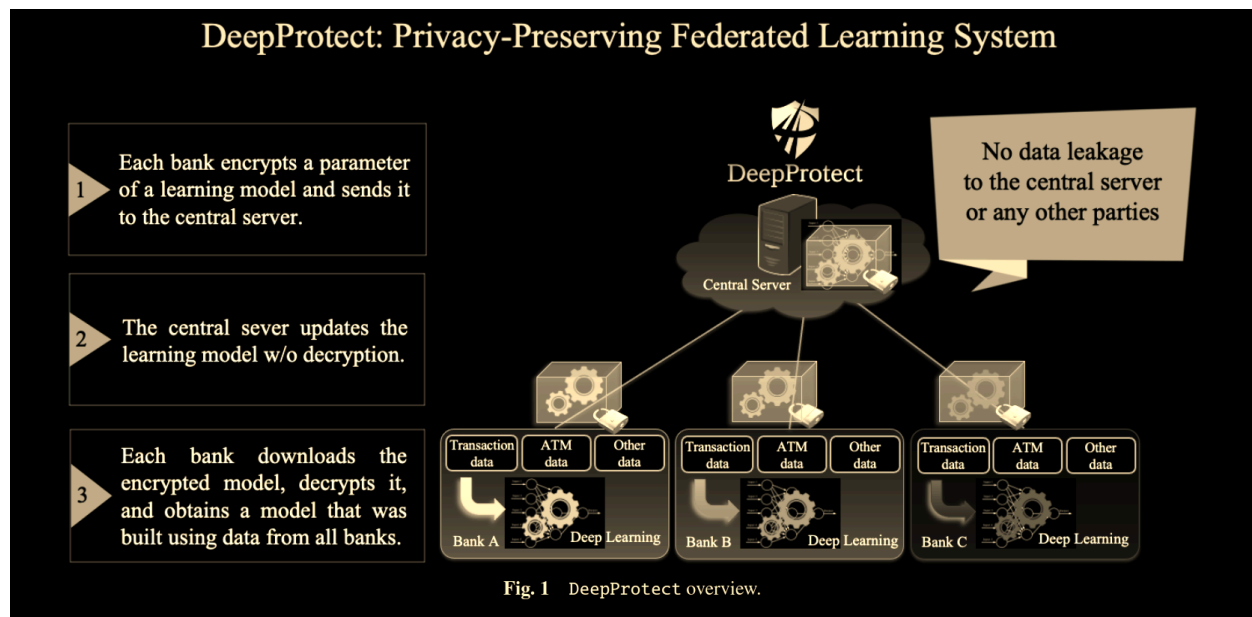 DeepProtect: Privacy-Preserving Federated Learning System
1
Each bank encrypts a parameter
of a learning model and sends it
to the central server.
2
The central sever updates the
learning model w/o decryption.
3
Each bank downloads the
encrypted model, decrypts it,
and obtains a model that was
built using data from all banks.
DeepProtect
Central Server
No data leakage
to the central server
or any other parties
Transaction
data
ATM
data
Other
data
Bank A
Deep Learning
Transaction
data
ATM
data
Other
data
Bank B
Deep Learning
Transaction
data
ATM
data
Other
data
Bank C
Deep Learning
Fig. 1 DeepProtect overview.